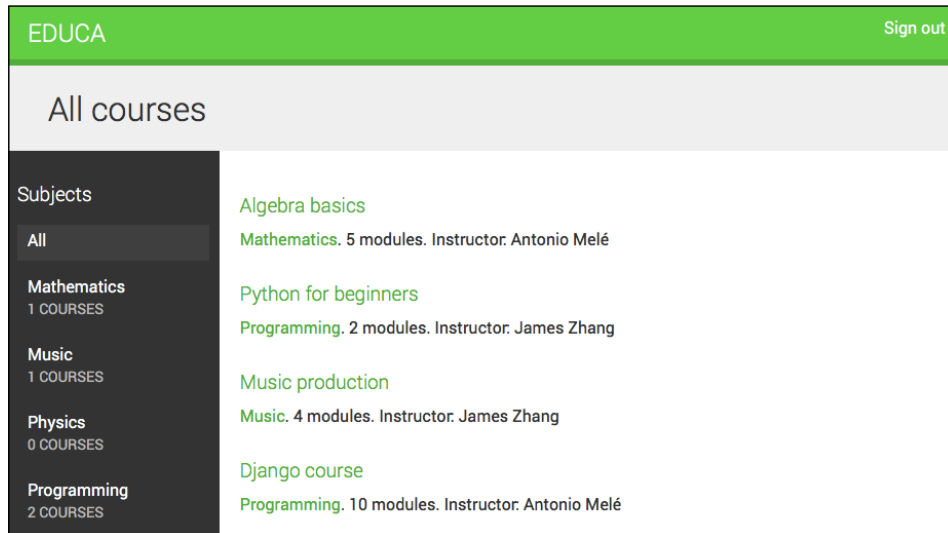 EDUCA
Sign out
All courses
Subjects
All
Mathematics
1 COURSES
Music
1 COURSES
Physics
0 COURSES
Programming
2 COURSES
Algebra basics
Mathematics. 5 modules. Instructor: Antonio Melé
Python for beginners
Programming. 2 modules. Instructor: James Zhang
Music production
Music. 4 modules. Instructor: James Zhang
Django course
Programming. 10 modules. Instructor: Antonio Melé